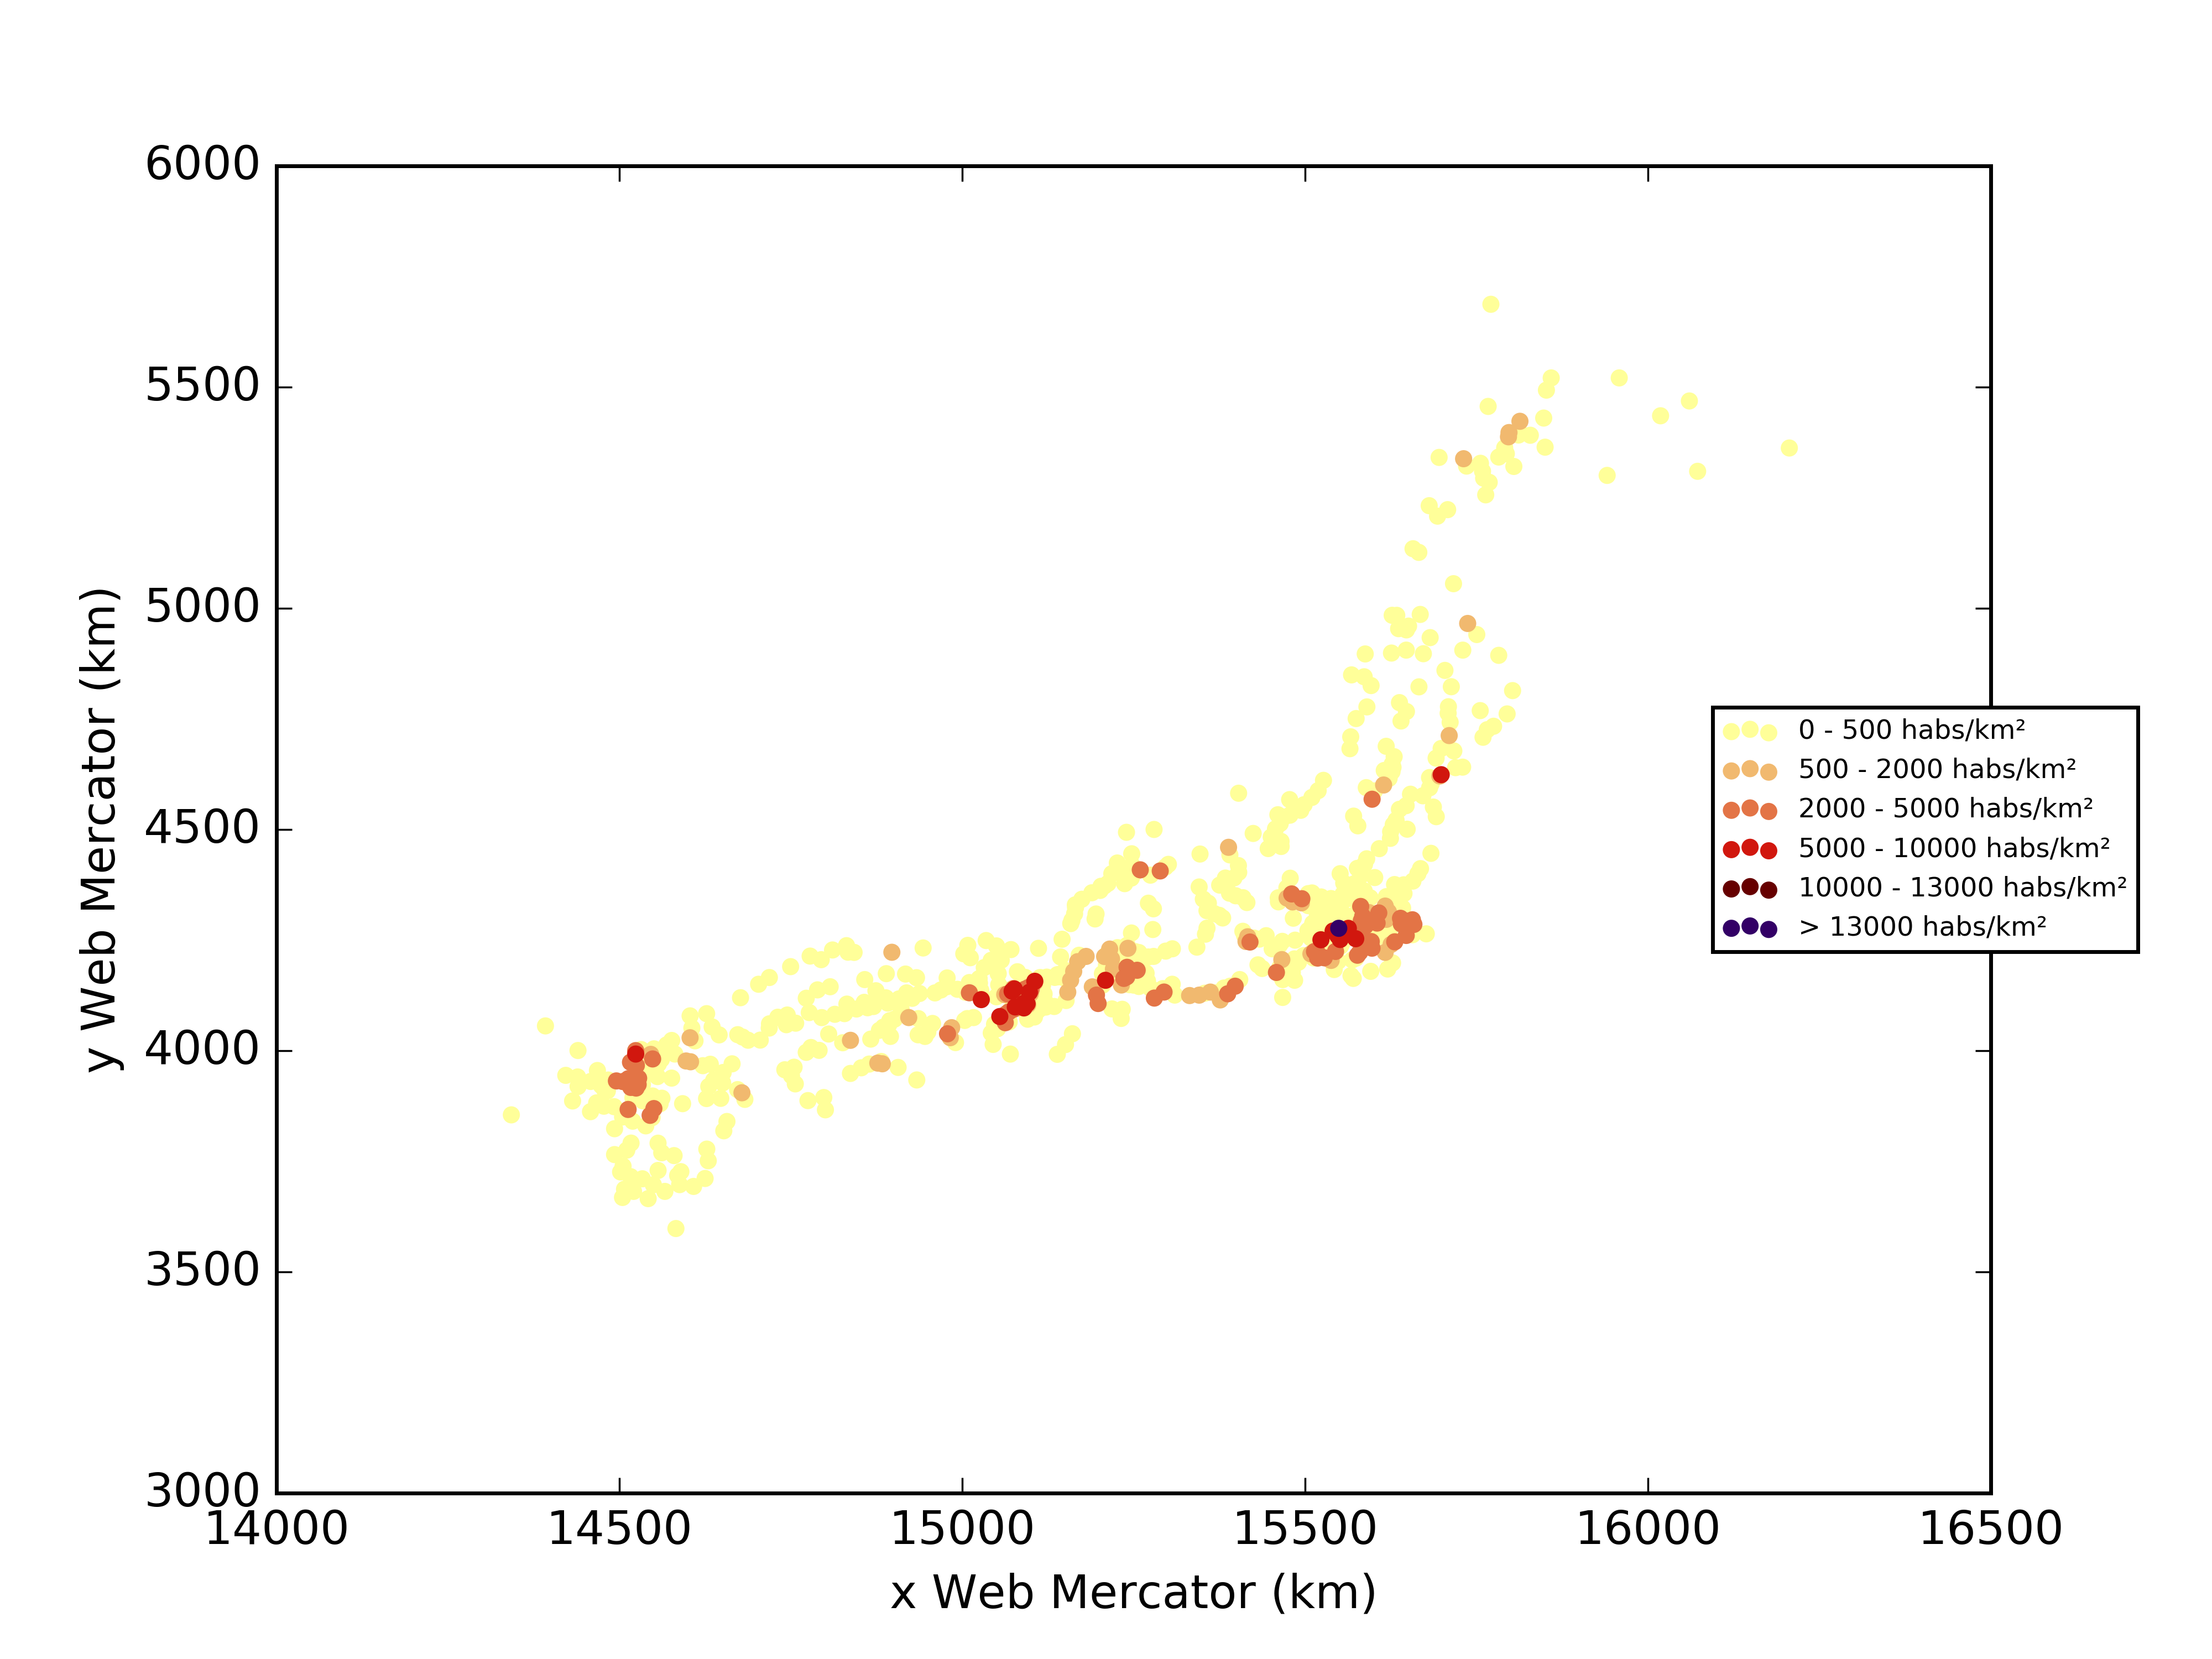 6000
5500
5000
4500
4000
3500
3000
y Web Mercator (km)
0 - 500 habs/km²
500 - 2000 habs/km²
2000 - 5000 habs/km²
5000 - 10000 habs/km²
10000 - 13000 habs/km²
> 13000 habs/km²
14000 14500 15000 15500 16000 16500
x Web Mercator (km)